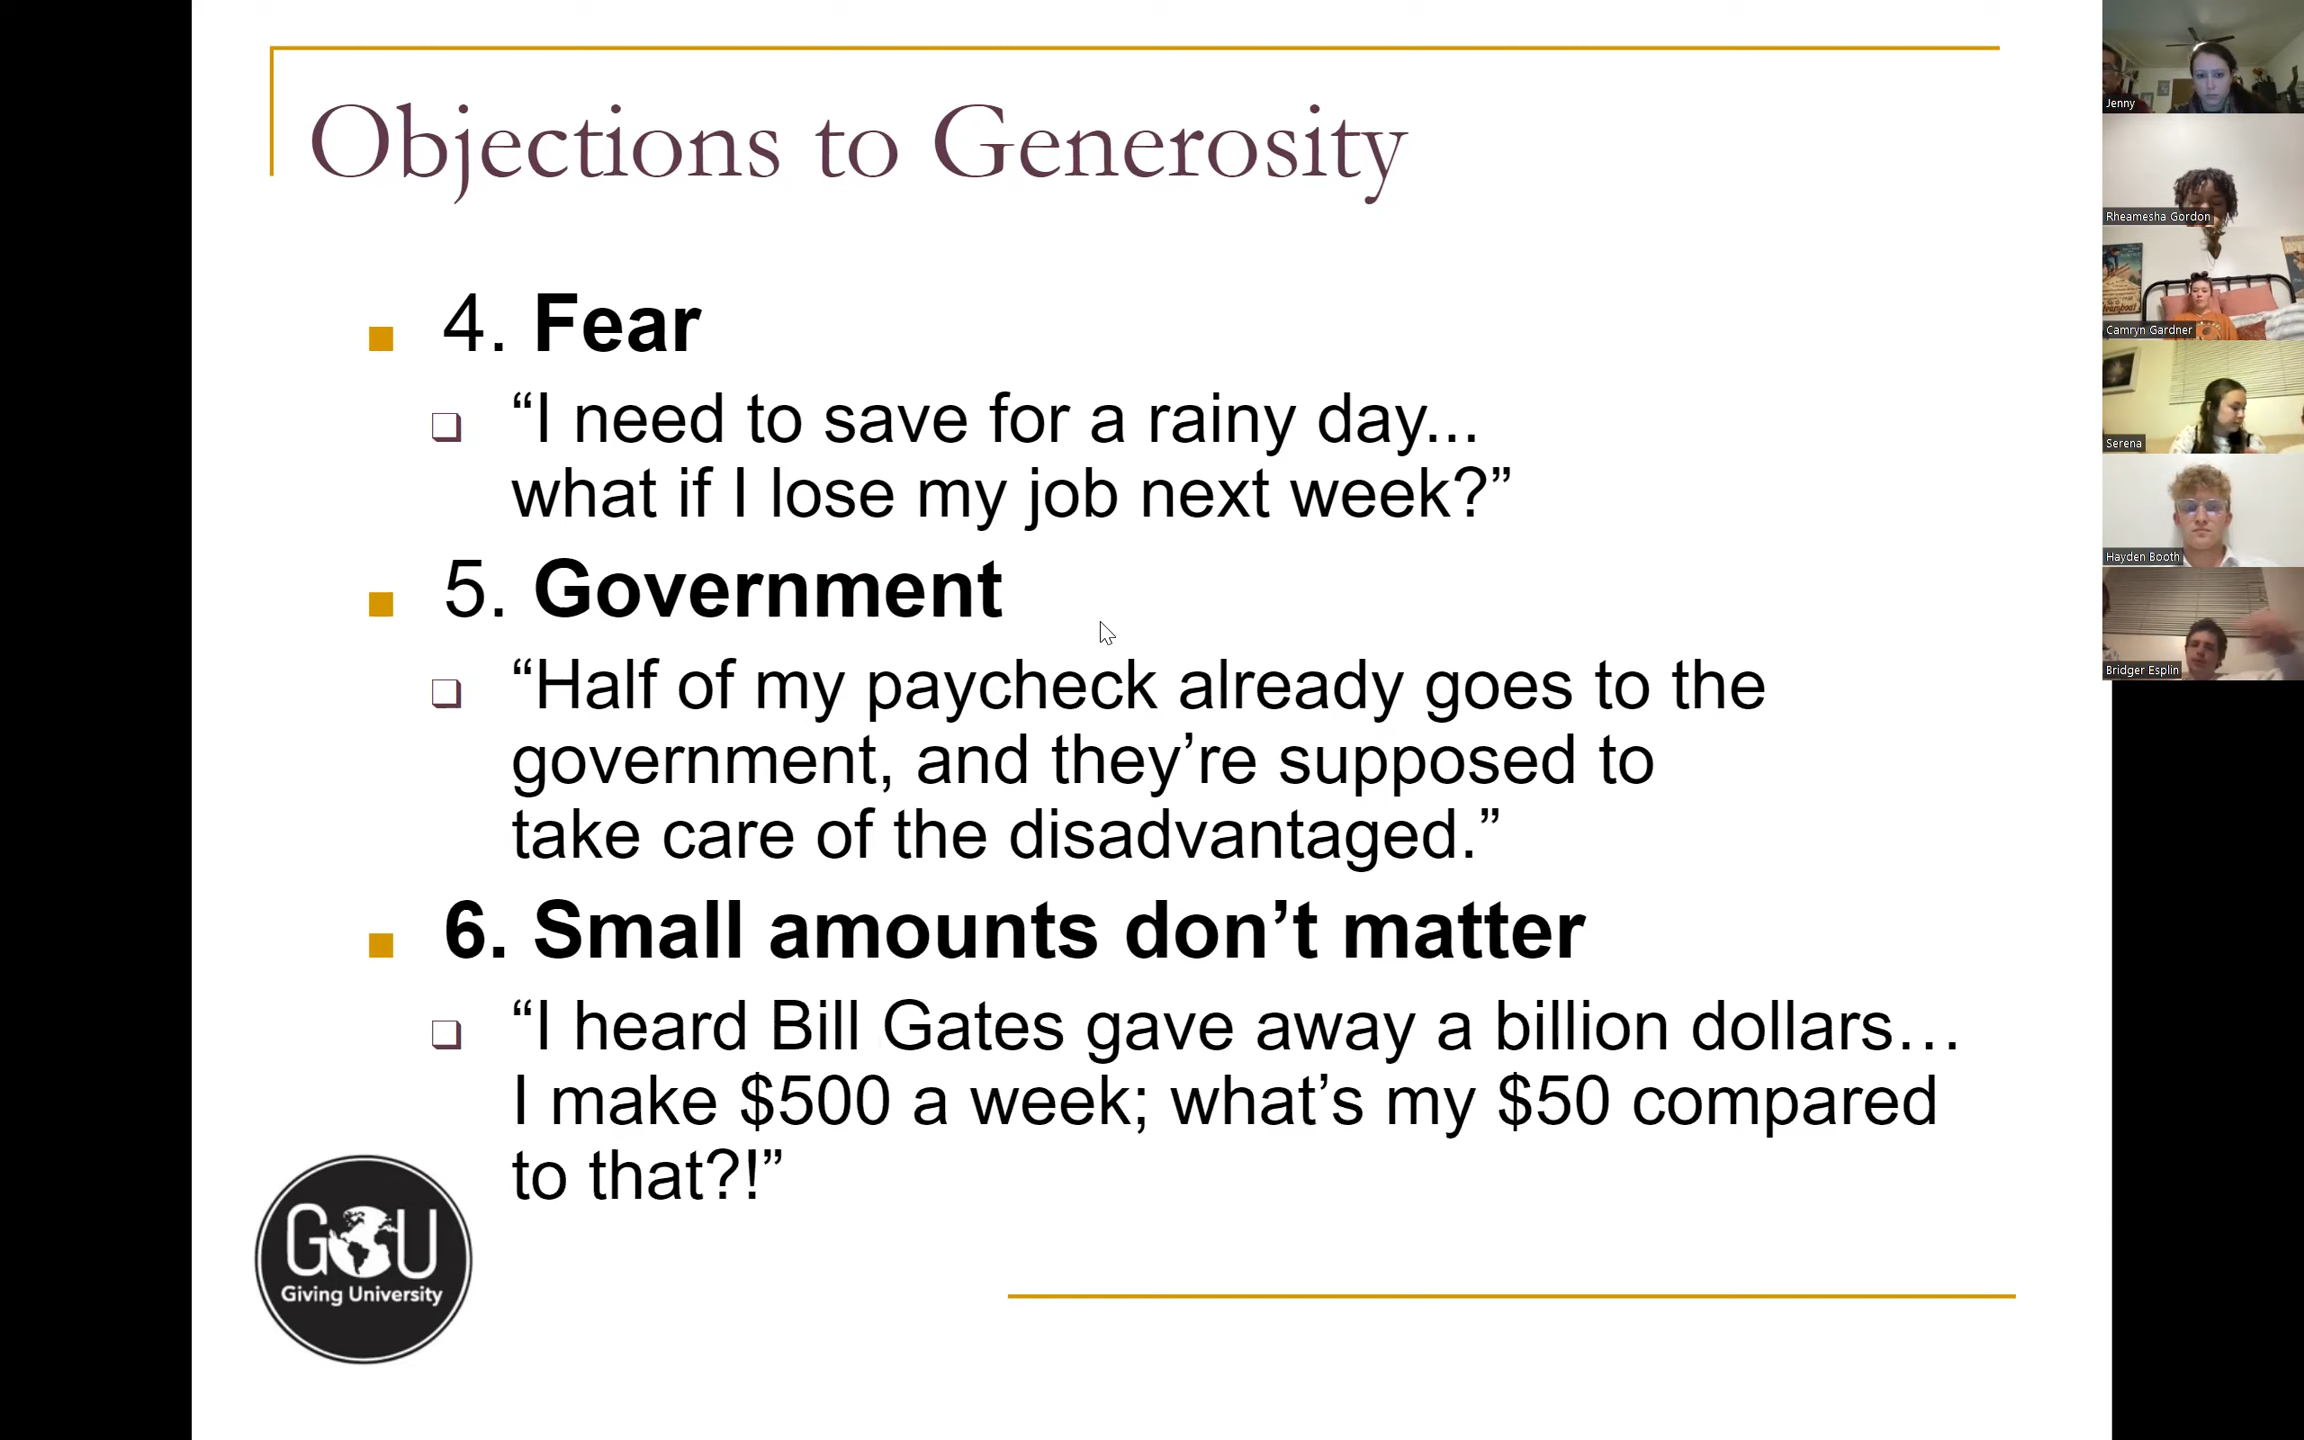 Objections to Generosity
4. Fear
“I need to save for a rainy day...
what if I lose my job next week?”
5. Government
“Half of my paycheck already goes to the
government, and they’re supposed to
take care of the disadvantaged.”
6. Small amounts don’t matter
“I heard Bill Gates gave away a billion dollars…
I make $500 a week; what’s my $50 compared
to that?!”
GU
Giving University
Jenny
Rheamesha Gordon
Camryn Gardner
Serena
Hayden Booth
Bridger Esplin